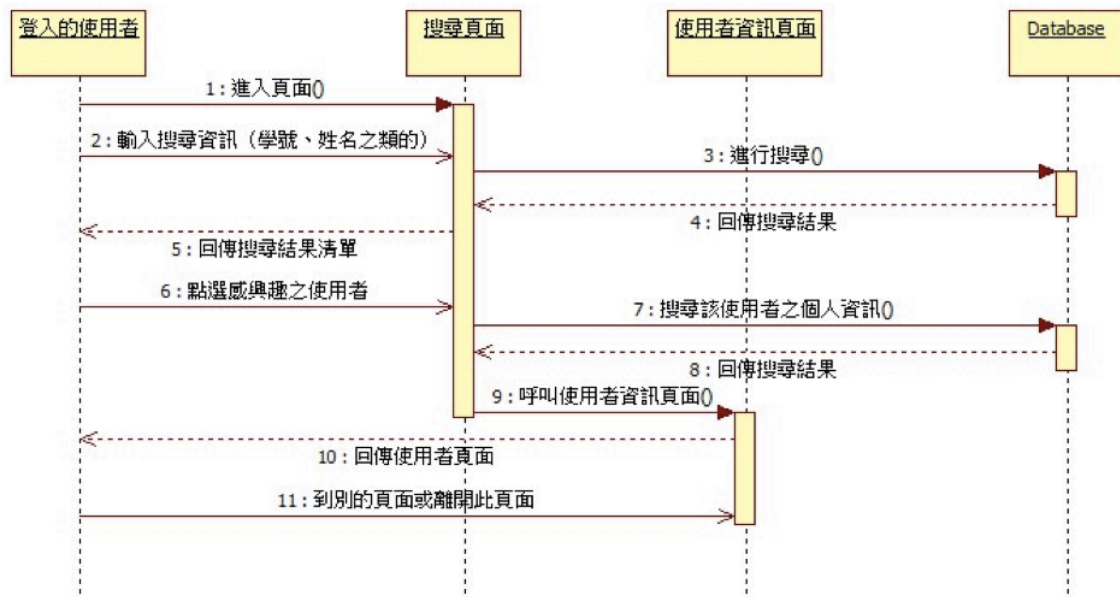 登入的使用者
搜尋頁面
使用者資訊頁面
Database
1 : 進入頁面()
2 : 輸入搜尋資訊（學號、姓名之類的）
3 : 進行搜尋()
4 : 回傳搜尋結果
5 : 回傳搜尋結果清單
6 : 點選感興趣之使用者
7 : 搜尋該使用者之個人資訊()
8 : 回傳搜尋結果
9 : 呼叫使用者資訊頁面()
10 : 回傳使用者頁面
11 : 到別的頁面或離開此頁面